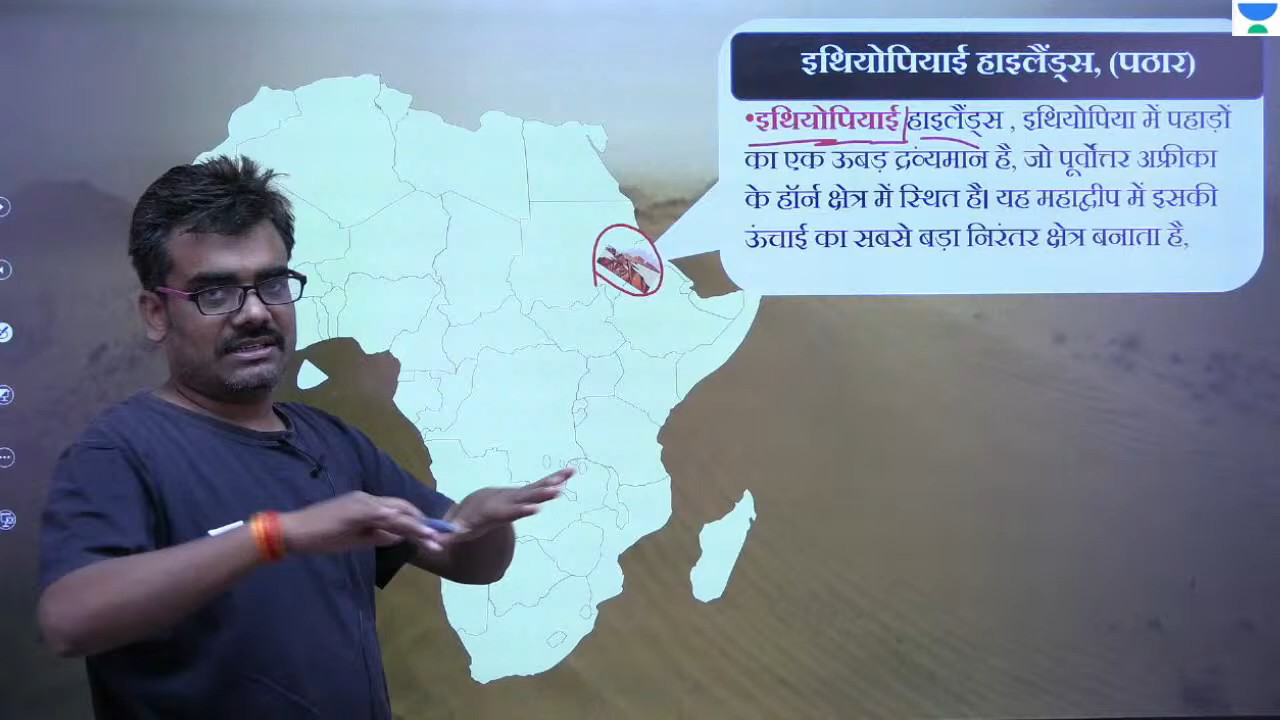 इथियोपियाई हाइलैंड्स, (पठार)
•इथियोपियाई हाइलैंड्स , इथियोपिया में पहाड़ों
का एक ऊबड़ द्रंव्यमान है, जो पूर्वोत्तर अफ्रीका
के हॉर्न क्षेत्र में स्थित है। यह महाद्वीप में इसकी
ऊंचाई का सबसे बड़ा निरंतर क्षेत्र बनाता है,